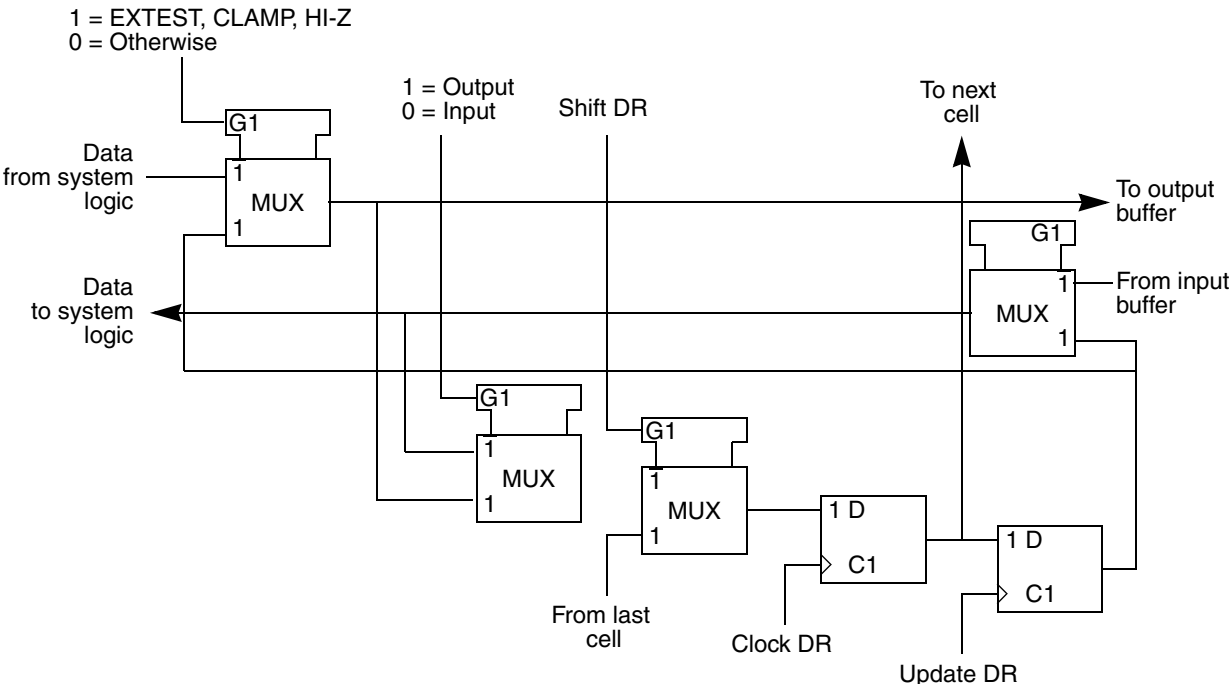 1 = EXTEST, CLAMP, HI-Z
0 = Otherwise
1 = Output
0 = Input
Shift DR
To next
cell
G1
Data
from system
logic
1
MUX
1
To output
buffer
G1
Data
to system
logic
1
MUX
1
From input
buffer
G1
1
MUX
1
G1
1
MUX
1
1 D
C1
1 D
C1
From last
cell
Clock DR
Update DR